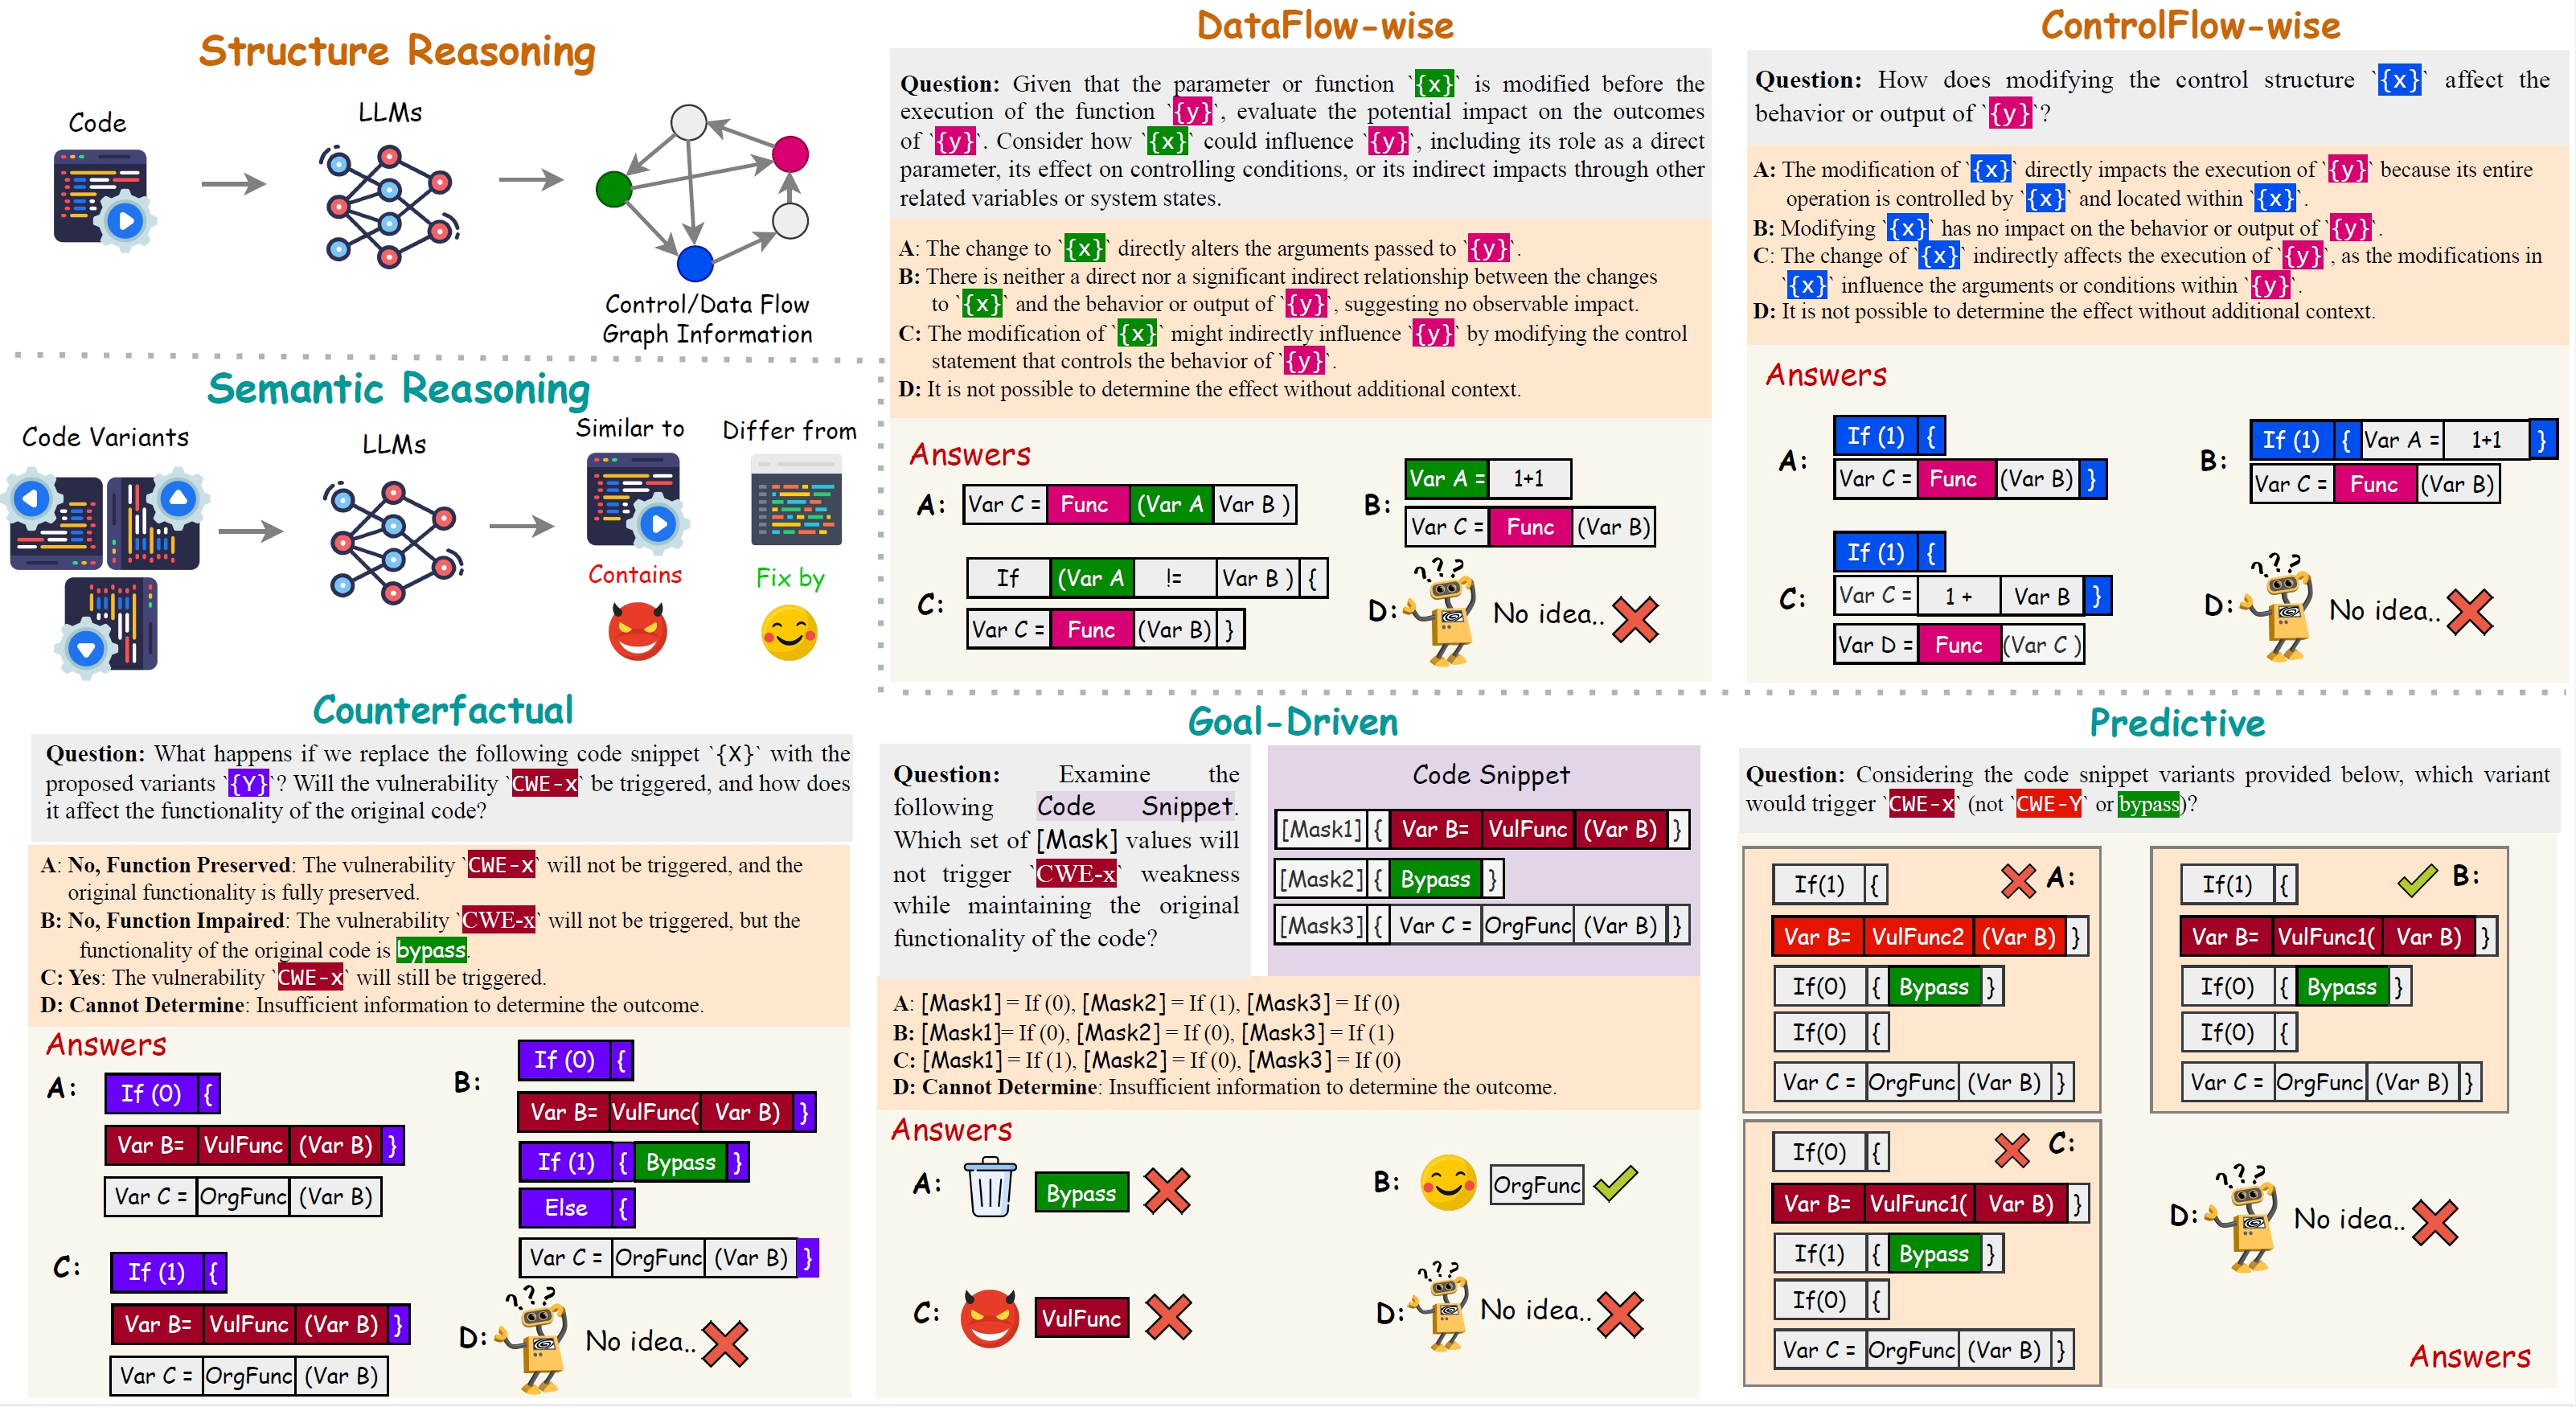 Structure Reasoning
Code
LLMs
Control/Data Flow
Graph Information
Semantic Reasoning
Code Variants
LLMs
Similar to
Differ from
Contains
Fix by
DataFlow-wise
Question: Given that the parameter or function `{x}` is modified before the
execution of the function `{y}`, evaluate the potential impact on the outcomes
of `{y}`. Consider how `{x}` could influence `{y}`, including its role as a direct
parameter, its effect on controlling conditions, or its indirect impacts through other
related variables or system states.
A: The change to `{x}` directly alters the arguments passed to `{y}`.
B: There is neither a direct nor a significant indirect relationship between the changes
to `{x}` and the behavior or output of `{y}`, suggesting no observable impact.
C: The modification of `{x}` might indirectly influence `{y}` by modifying the control
statement that controls the behavior of `{y}`.
D: It is not possible to determine the effect without additional context.
Answers
A: Var C = Func (Var A Var B )
B: Var A = 1+1
Var C = Func (Var B)
C: If (Var A != Var B ) {
Var C = Func (Var B) }
D: ??? No idea..
ControlFlow-wise
Question: How does modifying the control structure `{x}` affect the
behavior or output of `{y}`?
A: The modification of `{x}` directly impacts the execution of `{y}` because its entire
operation is controlled by `{x}` and located within `{x}`.
B: Modifying `{x}` has no impact on the behavior or output of `{y}`.
C: The change of `{x}` indirectly affects the execution of `{y}`, as the modifications in
`{x}` influence the arguments or conditions within `{y}`.
D: It is not possible to determine the effect without additional context.
Answers
A: If (1) {
Var C = Func (Var B) }
B: If (1) { Var A = 1+1 }
Var C = Func (Var B)
C: If (1) {
Var C = 1 + Var B }
Var D = Func (Var C )
D: ??? No idea..
Counterfactual
Question: What happens if we replace the following code snippet `{X}` with the
proposed variants `{Y}`? Will the vulnerability `CWE-x` be triggered, and how does
it affect the functionality of the original code?
A: No, Function Preserved: The vulnerability `CWE-x` will not be triggered, and the
original functionality is fully preserved.
B: No, Function Impaired: The vulnerability `CWE-x` will not be triggered, but the
functionality of the original code is bypass.
C: Yes: The vulnerability `CWE-x` will still be triggered.
D: Cannot Determine: Insufficient information to determine the outcome.
Answers
A: If (0) {
Var B= VulFunc (Var B) }
Var C = OrgFunc (Var B)
B: If (0) {
Var B= VulFunc( Var B) }
If (1) { Bypass }
Else {
Var C = OrgFunc (Var B) }
C: If (1) {
Var B= VulFunc (Var B) }
Var C = OrgFunc (Var B)
D: ??? No idea..
Goal-Driven
Question: Examine the
following Code Snippet.
Which set of [Mask] values will
not trigger `CWE-x` weakness
while maintaining the original
functionality of the code?
Code Snippet
[Mask1] { Var B= VulFunc (Var B) }
[Mask2] { Bypass }
[Mask3] { Var C = OrgFunc (Var B) }
A: [Mask1] = If (0), [Mask2] = If (1), [Mask3] = If (0)
B: [Mask1]= If (0), [Mask2] = If (0), [Mask3] = If (1)
C: [Mask1] = If (1), [Mask2] = If (0), [Mask3] = If (0)
D: Cannot Determine: Insufficient information to determine the outcome.
Answers
A: Bypass
B: OrgFunc
C: VulFunc
D: ??? No idea..
Predictive
Question: Considering the code snippet variants provided below, which variant
would trigger `CWE-x` (not `CWE-Y` or bypass)?
If(1) { A:
Var B= VulFunc2 (Var B) }
If(0) { Bypass }
If(0) {
Var C = OrgFunc (Var B) }
If(1) { B:
Var B= VulFunc1( Var B) }
If(0) { Bypass }
If(0) {
Var C = OrgFunc (Var B) }
If(0) { C:
Var B= VulFunc1( Var B) }
If(1) { Bypass }
If(0) {
Var C = OrgFunc (Var B) }
D: ??? No idea..
Answers